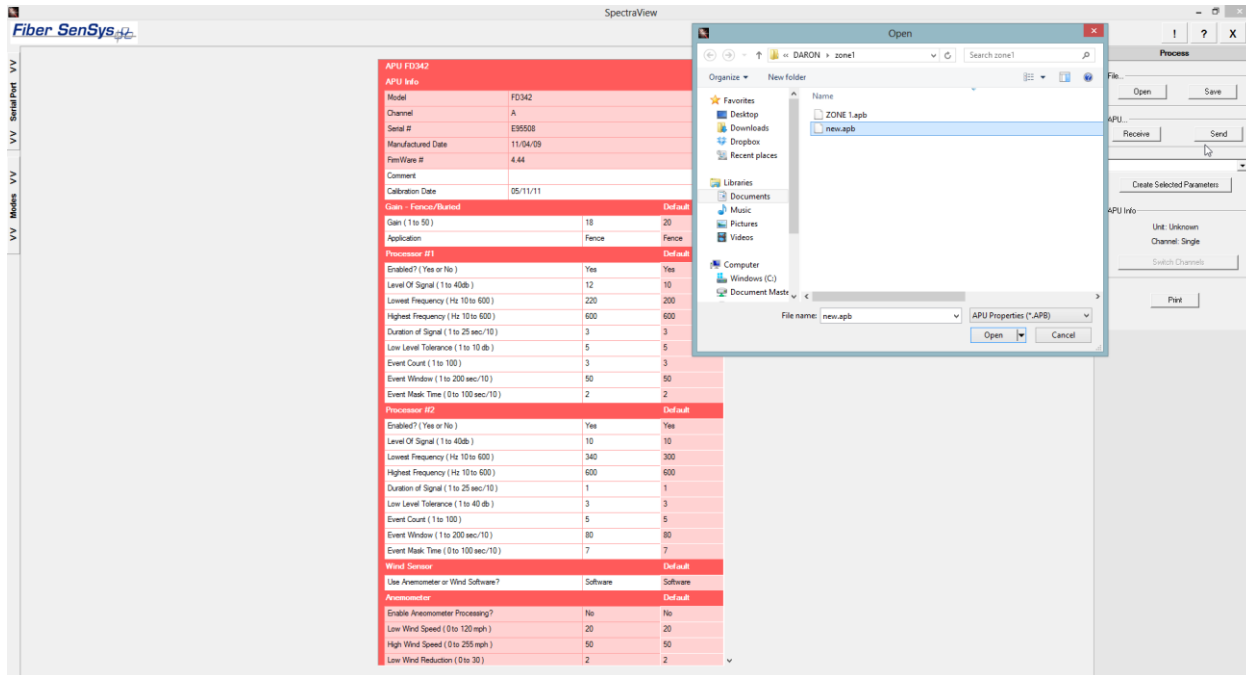 SpectraView
Fiber SenSys
! ? X
VV Serial Port VV
VV Modes VV
APU FD342
APU Info
Model FD342
Channel A
Serial # E95508
Manufactured Date 11/04/09
FirmWare # 4.44
Comment
Calibration Date 05/11/11
Gain - Fence/Buried Default
Gain ( 1 to 50 ) 18 20
Application Fence Fence
Processor #1 Default
Enabled? ( Yes or No ) Yes Yes
Level Of Signal ( 1 to 40db ) 12 10
Lowest Frequency ( Hz 10 to 600 ) 220 200
Highest Frequency ( Hz 10 to 600 ) 600 600
Duration of Signal ( 1 to 25 sec/10 ) 3 3
Low Level Tolerance ( 1 to 10 db ) 5 5
Event Count ( 1 to 100 ) 3 3
Event Window ( 1 to 200 sec/10 ) 50 50
Event Mask Time ( 0 to 100 sec/10 ) 2 2
Processor #2 Default
Enabled? ( Yes or No ) Yes Yes
Level Of Signal ( 1 to 40db ) 10 10
Lowest Frequency ( Hz 10 to 600 ) 340 300
Highest Frequency ( Hz 10 to 600 ) 600 600
Duration of Signal ( 1 to 25 sec/10 ) 1 1
Low Level Tolerance ( 1 to 40 db ) 3 3
Event Count ( 1 to 100 ) 5 5
Event Window ( 1 to 200 sec/10 ) 80 80
Event Mask Time ( 0 to 100 sec/10 ) 7 7
Wind Sensor Default
Use Anemometer or Wind Software? Software Software
Anemometer Default
Enable Aneomometer Processing? No No
Low Wind Speed ( 0 to 120 mph ) 20 20
High Wind Speed ( 0 to 255 mph ) 50 50
Low Wind Reduction ( 0 to 30 ) 2 2
Open
« DARON zone1
Search zone1
Organize New folder
Favorites
Desktop
Downloads
Dropbox
Recent places
Libraries
Documents
Music
Pictures
Videos
Computer
Windows (C:)
Document Maste
Name
ZONE 1.apb
new.apb
File name: new.apb
APU Properties (*.APB)
Open Cancel
Process
File...
Open Save
APU...
Receive Send
Create Selected Parameters
APU Info
Unit: Unknown
Channel: Single
Switch Channels
Print